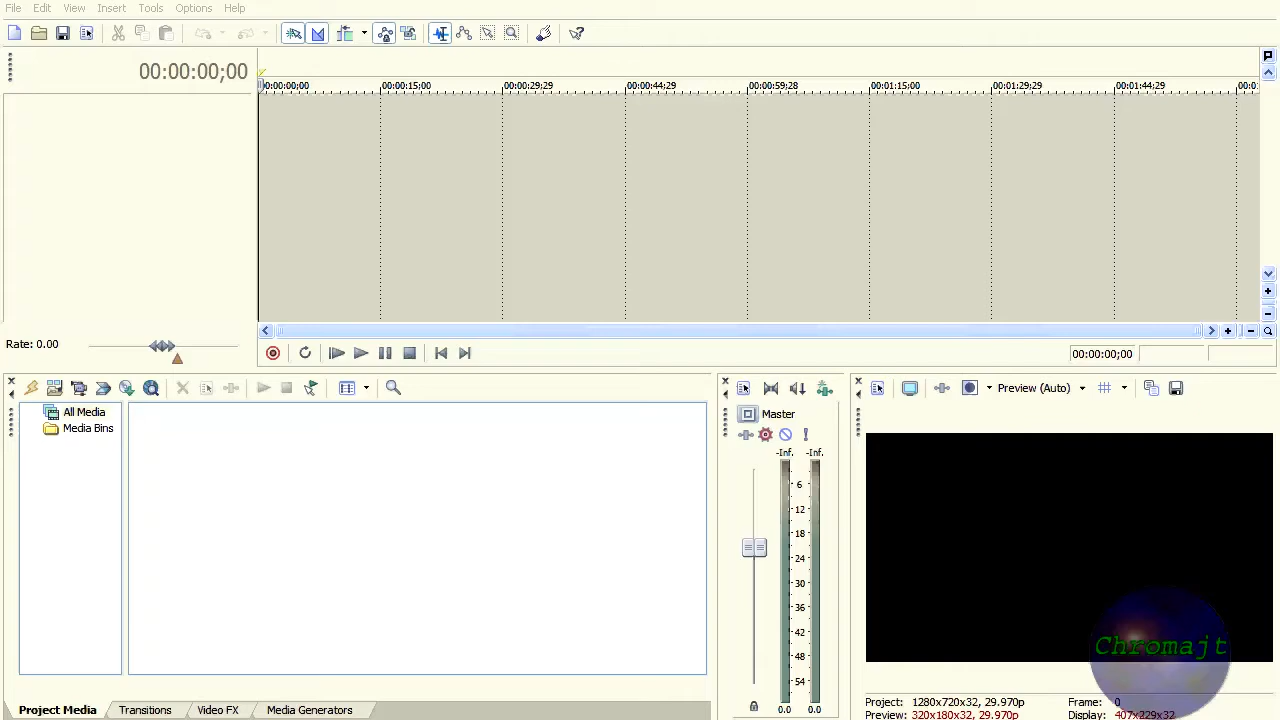 File Edit View Insert Tools Options Help
00:00:00;00
00:00:00;00 00:00:15;00 00:00:29;29 00:00:44;29 00:00:59;28 00:01:15;00 00:01:29;29 00:01:44;29 00:0
Rate: 0.00
00:00:00;00
Preview (Auto)
All Media
Media Bins
Master
-Inf. -Inf.
6
12
18
24
30
36
42
48
54
0.0 0.0
Chromajt
Project: 1280x720x32, 29.970p Frame: 0
Preview: 320x180x32, 29.970p Display: 407x229x32
Project Media Transitions Video FX Media Generators